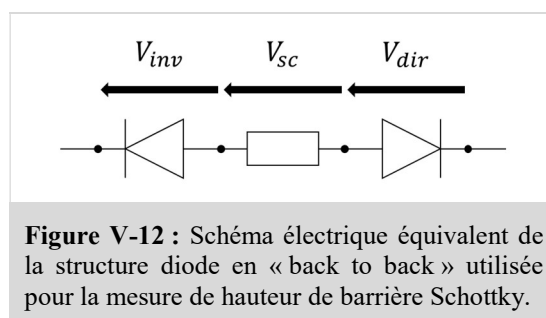 V_inv V_sc V_dir
Figure V-12 : Schéma électrique équivalent de
la structure diode en « back to back » utilisée
pour la mesure de hauteur de barrière Schottky.